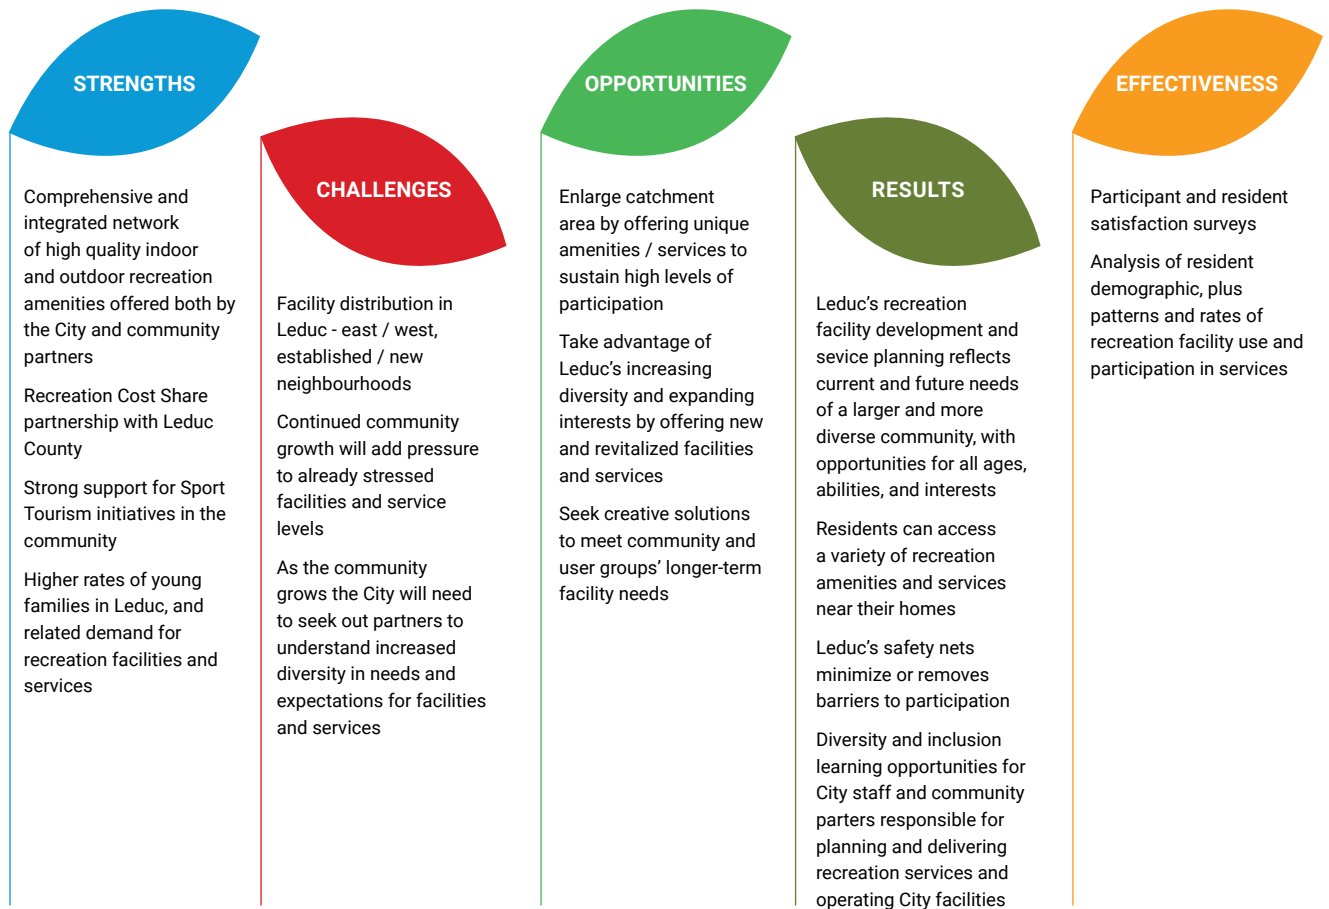 STRENGTHS
Comprehensive and
integrated network
of high quality indoor
and outdoor recreation
amenities offered both by
the City and community
partners
Recreation Cost Share
partnership with Leduc
County
Strong support for Sport
Tourism initiatives in the
community
Higher rates of young
families in Leduc, and
related demand for
recreation facilities and
services
CHALLENGES
Facility distribution in
Leduc - east / west,
established / new
neighbourhoods
Continued community
growth will add pressure
to already stressed
facilities and service
levels
As the community
grows the City will need
to seek out partners to
understand increased
diversity in needs and
expectations for facilities
and services
OPPORTUNITIES
Enlarge catchment
area by offering unique
amenities / services to
sustain high levels of
participation
Take advantage of
Leduc’s increasing
diversity and expanding
interests by offering new
and revitalized facilities
and services
Seek creative solutions
to meet community and
user groups’ longer-term
facility needs
RESULTS
Leduc’s recreation
facility development and
sevice planning reflects
current and future needs
of a larger and more
diverse community, with
opportunities for all ages,
abilities, and interests
Residents can access
a variety of recreation
amenities and services
near their homes
Leduc’s safety nets
minimize or removes
barriers to participation
Diversity and inclusion
learning opportunities for
City staff and community
parters responsible for
planning and delivering
recreation services and
operating City facilities
EFFECTIVENESS
Participant and resident
satisfaction surveys
Analysis of resident
demographic, plus
patterns and rates of
recreation facility use and
participation in services